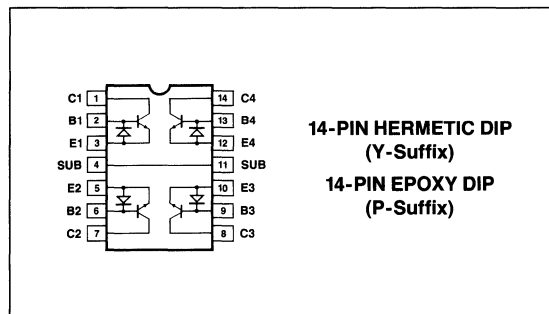 C1 1 14 C4
B1 2 13 B4
E1 3 12 E4
SUB 4 11 SUB
E2 5 10 E3
B2 6 9 B3
C2 7 8 C3
14-PIN HERMETIC DIP
(Y-Suffix)
14-PIN EPOXY DIP
(P-Suffix)